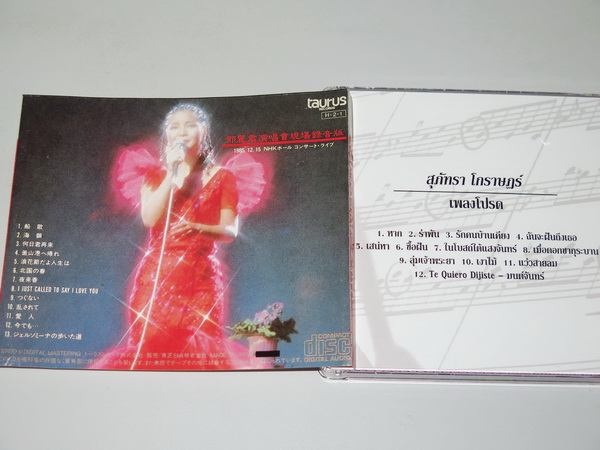 taurus
RECORDS
H-2-1
鄧麗君演唱會現場錄音版
1985.12.15 NHKホール コンサート・ライブ
1. 船歌
2. 海韻
3. 何日君再来
4. 釜山港へ帰れ
5. 浪花節だよ人生は
6. 北国の春
7. 夜来香
8. I JUST CALLED TO SAY I LOVE YOU
9. つぐない
10. 乱されて
11. 愛人
12. 今でも…
13. ジェルソミーナの歩いた道
COMPACT
disc
DIGITAL AUDIO
สุภัทรา โกราษฎร์
เพลงโปรด
1. หาก 2. รำพัน 3. รักคนบ้านเดียง 4. ฉันจะฝันถึงเธอ
5. เสน่หา 6. ชื่อฝัน 7. ในโบสถ์ใต้แสงจันทร์ 8. เมื่อดอกซากุระบาน
9. ลุ่มเจ้าพระยา 10. เงาไม้ 11. แว่วสายลม
12. Te Quiero Dijiste – มนต์จันทร์